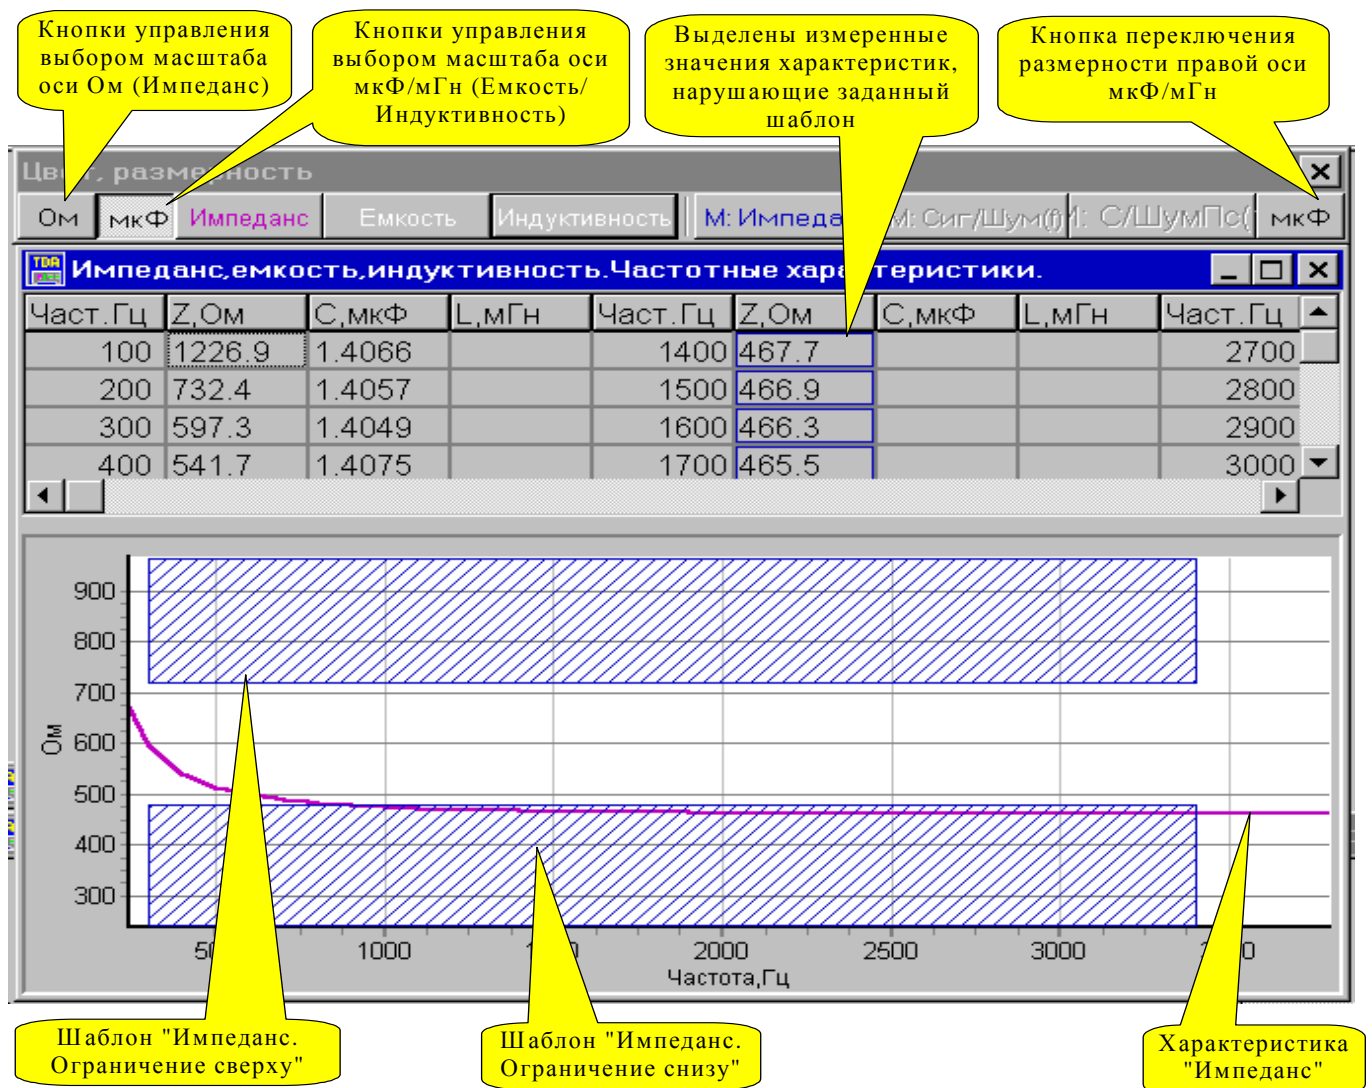 Кнопки управления
выбором масштаба
оси Ом (Импеданс)
Кнопки управления
выбором масштаба оси
мкФ/мГн (Емкость/
Индуктивность)
Выделены измеренные
значения характеристик,
нарушающие заданный
шаблон
Кнопка переключения
размерности правой оси
мкФ/мГн
размерность
Ом мкФ Импеданс Емкость Индуктивность М: Импеда М: Сиг/Шум(f) : С/ШумПс( мкФ
Импеданс,емкость,индуктивность.Частотные характеристики.
Част.Гц Z,Ом С,мкФ L,мГн Част.Гц Z,Ом С,мкФ L,мГн Част.Гц
100 1226.9 1.4066 1400 467.7 2700
200 732.4 1.4057 1500 466.9 2800
300 597.3 1.4049 1600 466.3 2900
400 541.7 1.4075 1700 465.5 3000
900
800
700
600
500
400
300
Ом
1000 2000 2500 3000
Частота,Гц
Шаблон "Импеданс.
Ограничение сверху"
Шаблон "Импеданс.
Ограничение снизу"
Характеристика
"Импеданс"